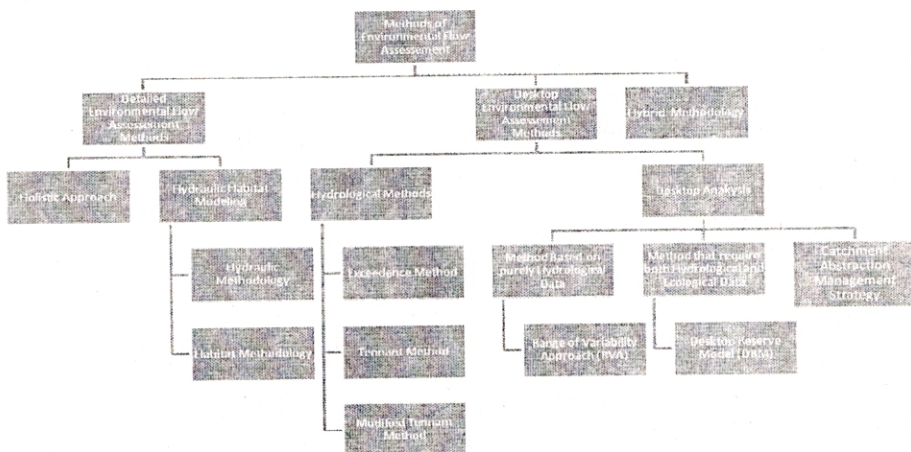 Methods of
Environmental Flow
Assessement
Detailed
Environmental Flow
Assessement
Methods
Desktop
Environmental Flow
Assessement
Methods
Hybrid Methodology
Holistic Approach
Hydraulic Habitat
Modeling
Hydrological Methods
Desktop Analysis
Hydraulic
Methodology
Exceedence Method
Method Based on
purely Hydrological
Data
Method that require
both Hydrological and
Ecological Data
Catchment
Abstraction
Management
Strategy
Habitat Methodology
Tennant Method
Range of Variability
Approach (RVA)
Desktop Reserve
Model (DRM)
Modified Tennant
Method